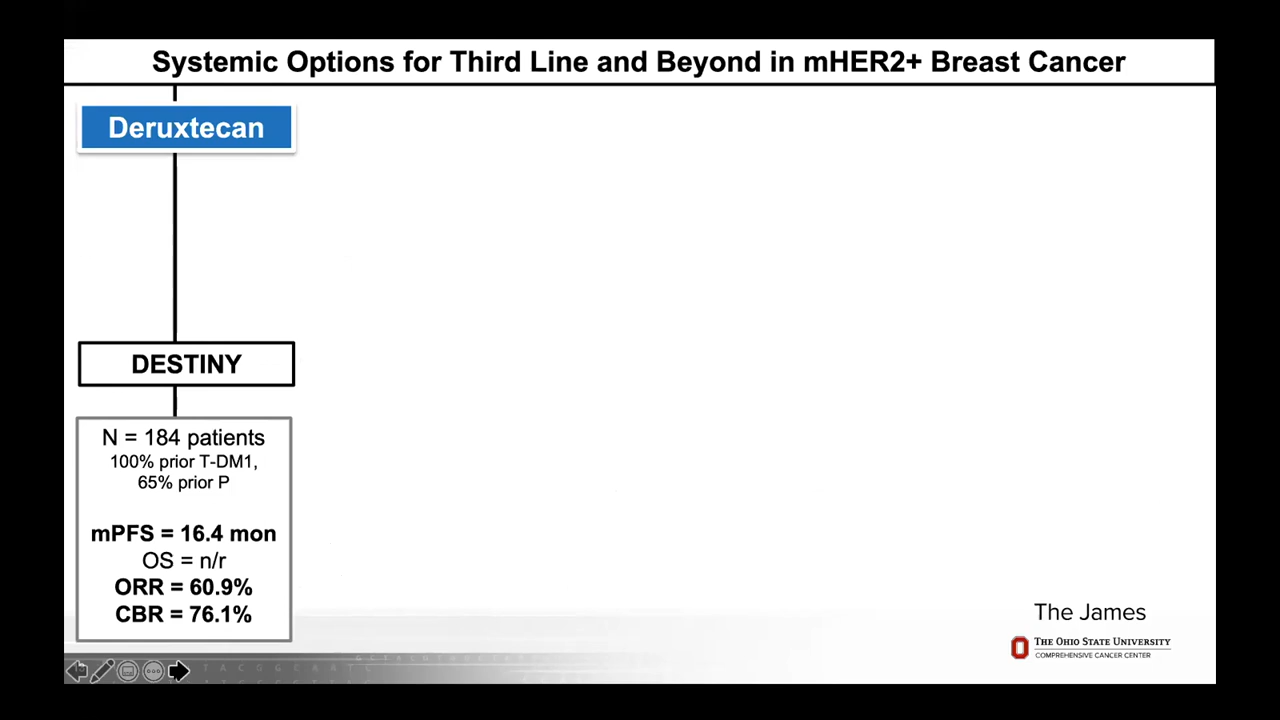 Systemic Options for Third Line and Beyond in mHER2+ Breast Cancer
Deruxtecan
DESTINY
N = 184 patients
100% prior T-DM1,
65% prior P
mPFS = 16.4 mon
OS = n/r
ORR = 60.9%
CBR = 76.1%
The James
THE OHIO STATE UNIVERSITY
COMPREHENSIVE CANCER CENTER